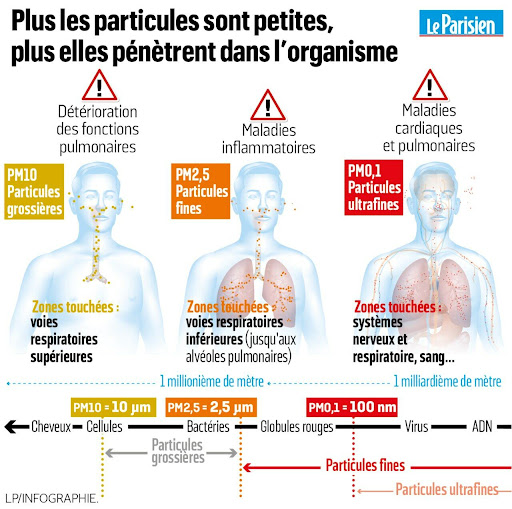 Plus les particules sont petites,
plus elles pénètrent dans l'organisme
Le Parisien
Détérioration
des fonctions
pulmonaires
Maladies
inflammatoires
Maladies
cardiaques
et pulmonaires
PM10
Particules
grossières
PM2,5
Particules
fines
PM0,1
Particules
ultrafines
Zones touchées :
voies
respiratoires
supérieures
Zones touchées :
voies respiratoires
inférieures (jusqu'aux
alvéoles pulmonaires)
Zones touchées :
systèmes
nerveux et
respiratoire, sang...
1 millionième de mètre
1 milliardième de mètre
PM10 = 10 µm
PM2,5 = 2,5 µm
PM0,1 = 100 nm
Cheveux
Cellules
Bactéries
Globules rouges
Virus
ADN
Particules
grossières
Particules fines
Particules ultrafines
LP/INFOGRAPHIE.